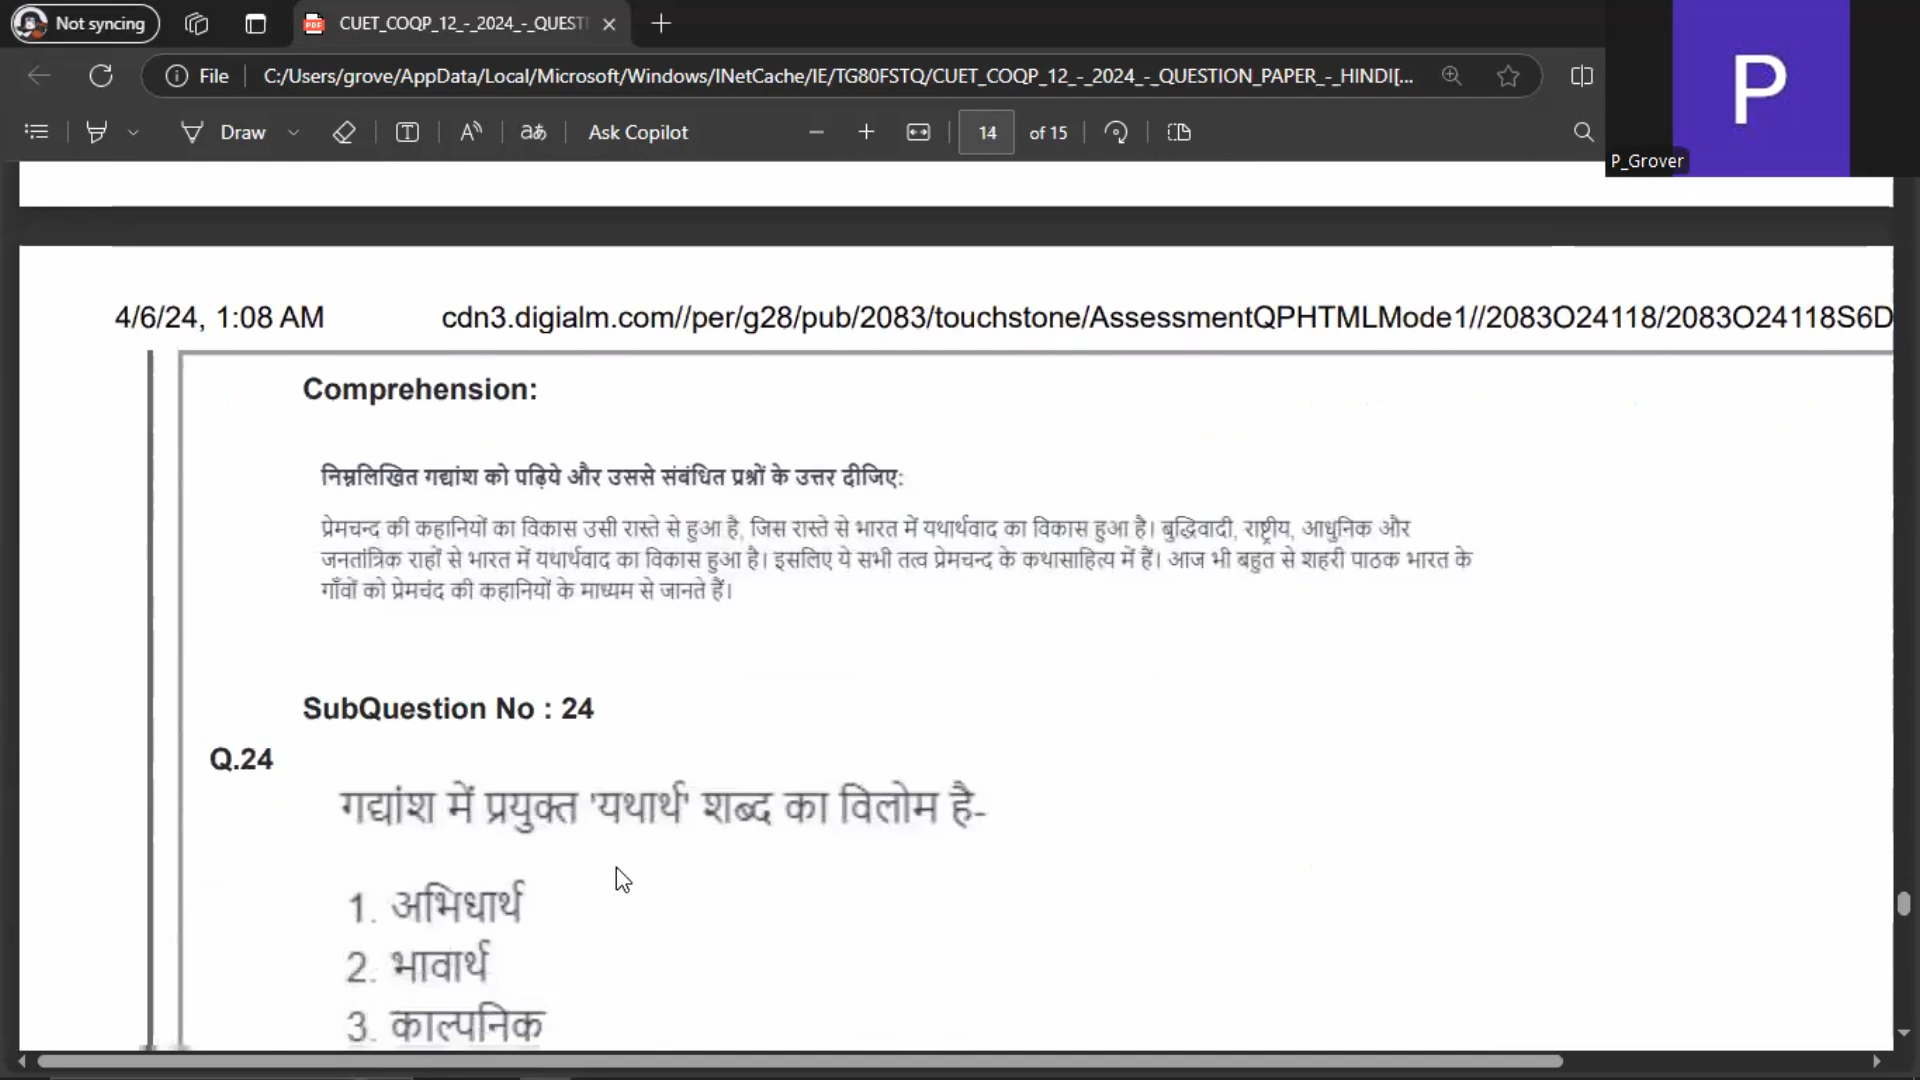 Not syncing
CUET_COQP_12_-_2024_-_QUESTI
File
C:/Users/grove/AppData/Local/Microsoft/Windows/INetCache/IE/TG80FSTQ/CUET_COQP_12_-_2024_-_QUESTION_PAPER_-_HINDI[...
Draw
Ask Copilot
14 of 15
P
P_Grover
4/6/24, 1:08 AM
cdn3.digialm.com//per/g28/pub/2083/touchstone/AssessmentQPHTMLMode1//2083O24118/2083O24118S6D
Comprehension:
निम्नलिखित गद्यांश को पढ़िये और उससे संबंधित प्रश्नों के उत्तर दीजिए:
प्रेमचन्द की कहानियों का विकास उसी रास्ते से हुआ है, जिस रास्ते से भारत में यथार्थवाद का विकास हुआ है। बुद्धिवादी, राष्ट्रीय, आधुनिक और
जनतांत्रिक राहों से भारत में यथार्थवाद का विकास हुआ है। इसलिए ये सभी तत्व प्रेमचन्द के कथासाहित्य में हैं। आज भी बहुत से शहरी पाठक भारत के
गाँवों को प्रेमचंद की कहानियों के माध्यम से जानते हैं।
SubQuestion No : 24
Q.24
गद्यांश में प्रयुक्त 'यथार्थ' शब्द का विलोम है-
1. अभिधार्थ
2. भावार्थ
3. काल्पनिक